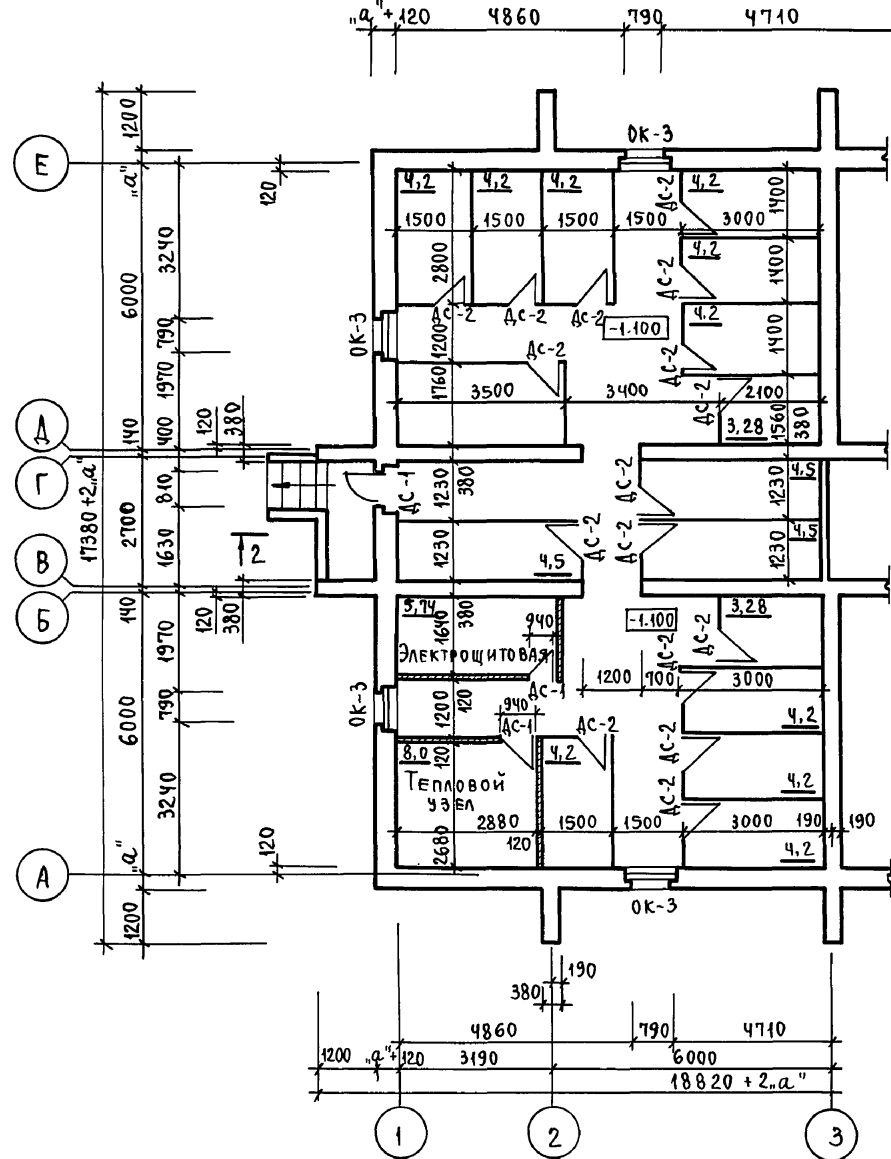 „а“+120 4860 790 4710
1200
ОК-3
Е
„а“
120
4,2 4,2 4,2 ДС-2 4,2
1500 1500 1500 1500 3000 1400
3240
2800
4,2
1400
6000
ДС-2
ДС-2 ДС-2 ДС-2
4,2
790
ОК-3
1200
-1.100
1400
ДС-2
ДС-2
1970
1760
3500 3400 2100
ДС-2
400
120
380
3,28
1560
380
Д
140
Г
17380+2„а“
2700
810
ДС-1
1230
380
ДС-2
4,5
1230
1630
2
1230
4,5
ДС-2
ДС-2
4,5
1230
В
Б
140
120
380
5,74
1640
380
940
-1.100
3,28
ДС-2
ДС-2
1970
ЭЛЕКТРОЩИТОВАЯ
ДС-1
1200 700 3000
6000
790
ОК-3
1200
120
940
ДС-1
ДС-2
4,2
ДС-2
8,0
120
4,2
ТЕПЛОВОЙ
УЗЕЛ
ДС-2
4,2
3240
2880 1500 1500 3000 190 190
120
2680
120
4,2
„а“
А
1200
ОК-3
190
380
4860 790 4710
1200 „а“+120 3190 6000
18820+2„а“
1 2 3